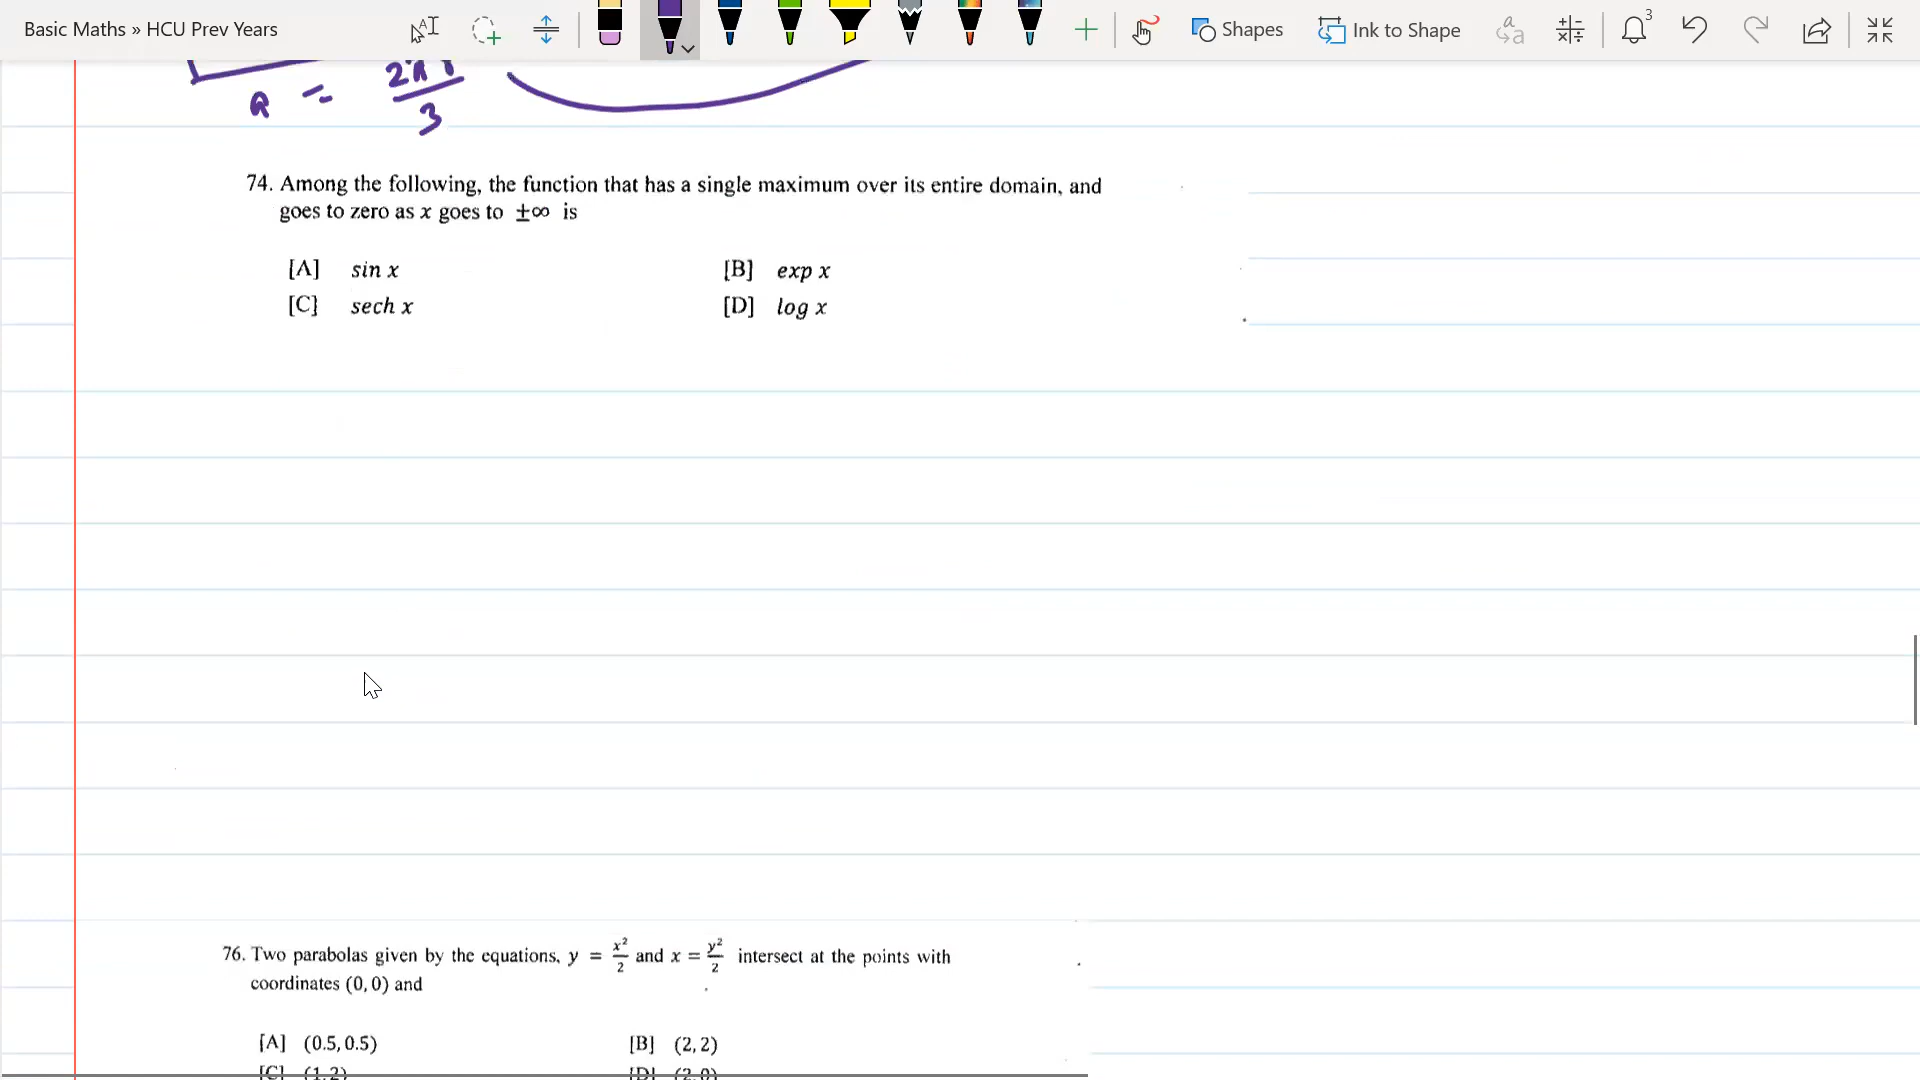 Basic Maths » HCU Prev Years
Shapes
Ink to Shape
3
a =
3
74. Among the following, the function that has a single maximum over its entire domain, and
goes to zero as x goes to ±∞ is
[A] sin x [B] exp x
[C] sech x [D] log x
76. Two parabolas given by the equations, y = x²/2 and x = y²/2 intersect at the points with
coordinates (0, 0) and
[A] (0.5, 0.5) [B] (2, 2)